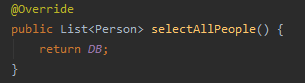 @Override
public List<Person> selectAllPeople() {
    return DB;
}